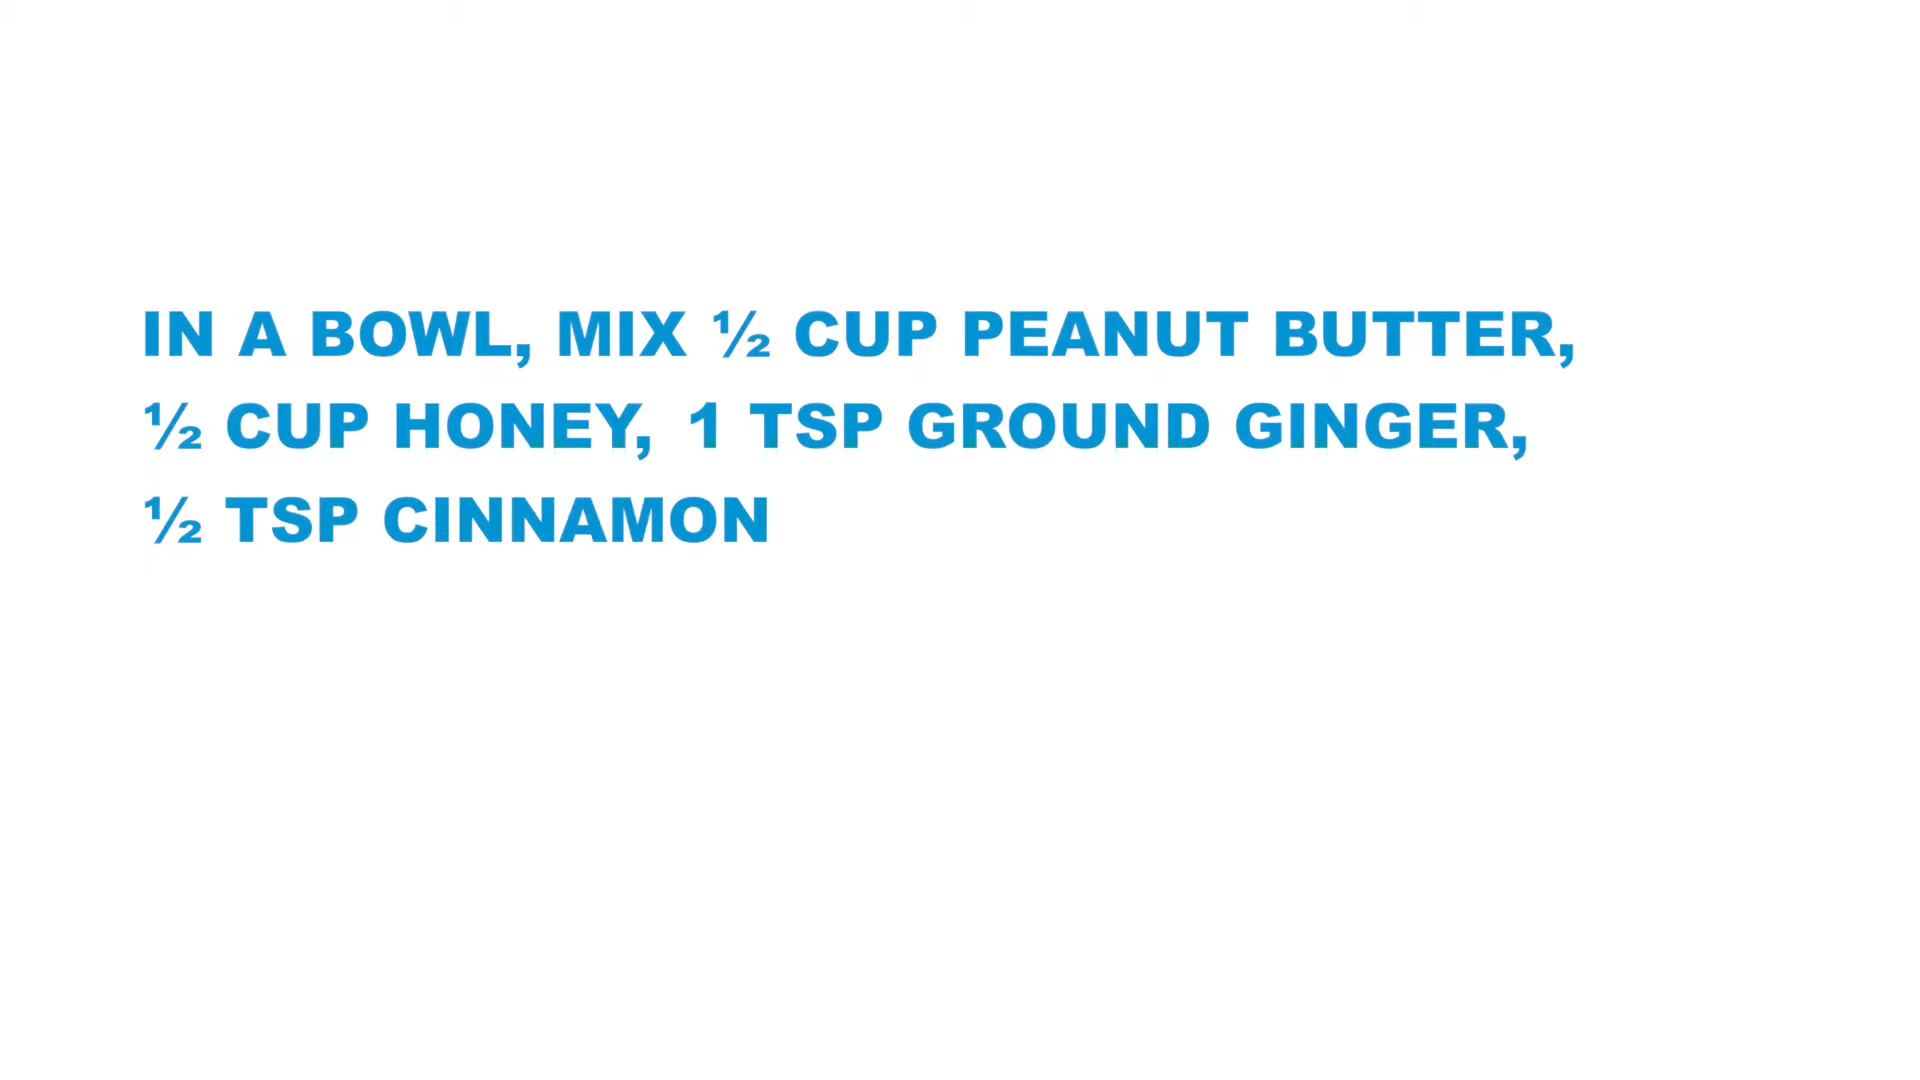 IN A BOWL, MIX ½ CUP PEANUT BUTTER,
½ CUP HONEY, 1 TSP GROUND GINGER,
½ TSP CINNAMON